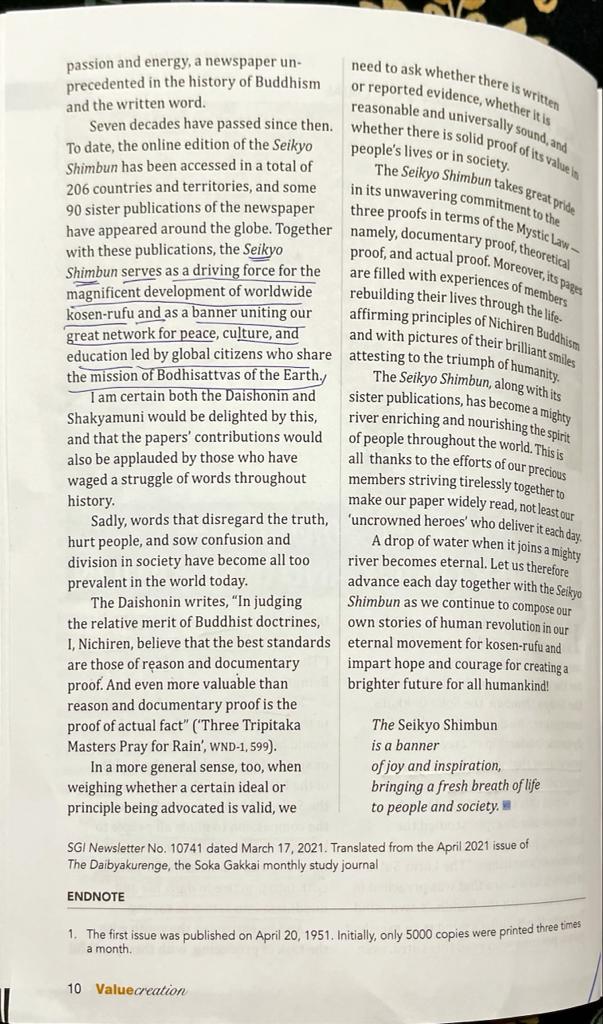 passion and energy, a newspaper un-
precedented in the history of Buddhism
and the written word.
Seven decades have passed since then.
To date, the online edition of the Seikyo
Shimbun has been accessed in a total of
206 countries and territories, and some
90 sister publications of the newspaper
have appeared around the globe. Together
with these publications, the Seikyo
Shimbun serves as a driving force for the
magnificent development of worldwide
kosen-rufu and as a banner uniting our
great network for peace, culture, and
education led by global citizens who share
the mission of Bodhisattvas of the Earth.
I am certain both the Daishonin and
Shakyamuni would be delighted by this,
and that the papers' contributions would
also be applauded by those who have
waged a struggle of words throughout
history.
Sadly, words that disregard the truth,
hurt people, and sow confusion and
division in society have become all too
prevalent in the world today.
The Daishonin writes, "In judging
the relative merit of Buddhist doctrines,
I, Nichiren, believe that the best standards
are those of reason and documentary
proof. And even more valuable than
reason and documentary proof is the
proof of actual fact" ('Three Tripitaka
Masters Pray for Rain', WND-1, 599).
In a more general sense, too, when
weighing whether a certain ideal or
principle being advocated is valid, we
need to ask whether there is written
or reported evidence, whether it is
reasonable and universally sound, and
whether there is solid proof of its value in
people's lives or in society.
The Seikyo Shimbun takes great pride
in its unwavering commitment to the
three proofs in terms of the Mystic Law —
namely, documentary proof, theoretical
proof, and actual proof. Moreover, its pages
are filled with experiences of members
rebuilding their lives through the life-
affirming principles of Nichiren Buddhism
and with pictures of their brilliant smiles
attesting to the triumph of humanity.
The Seikyo Shimbun, along with its
sister publications, has become a mighty
river enriching and nourishing the spirit
of people throughout the world. This is
all thanks to the efforts of our precious
members striving tirelessly together to
make our paper widely read, not least our
'uncrowned heroes' who deliver it each day.
A drop of water when it joins a mighty
river becomes eternal. Let us therefore
advance each day together with the Seikyo
Shimbun as we continue to compose our
own stories of human revolution in our
eternal movement for kosen-rufu and
impart hope and courage for creating a
brighter future for all humankind!
The Seikyo Shimbun
is a banner
of joy and inspiration,
bringing a fresh breath of life
to people and society.
SGI Newsletter No. 10741 dated March 17, 2021. Translated from the April 2021 issue of
The Daibyakurenge, the Soka Gakkai monthly study journal
ENDNOTE
1. The first issue was published on April 20, 1951. Initially, only 5000 copies were printed three times
a month.
10 Valuecreation